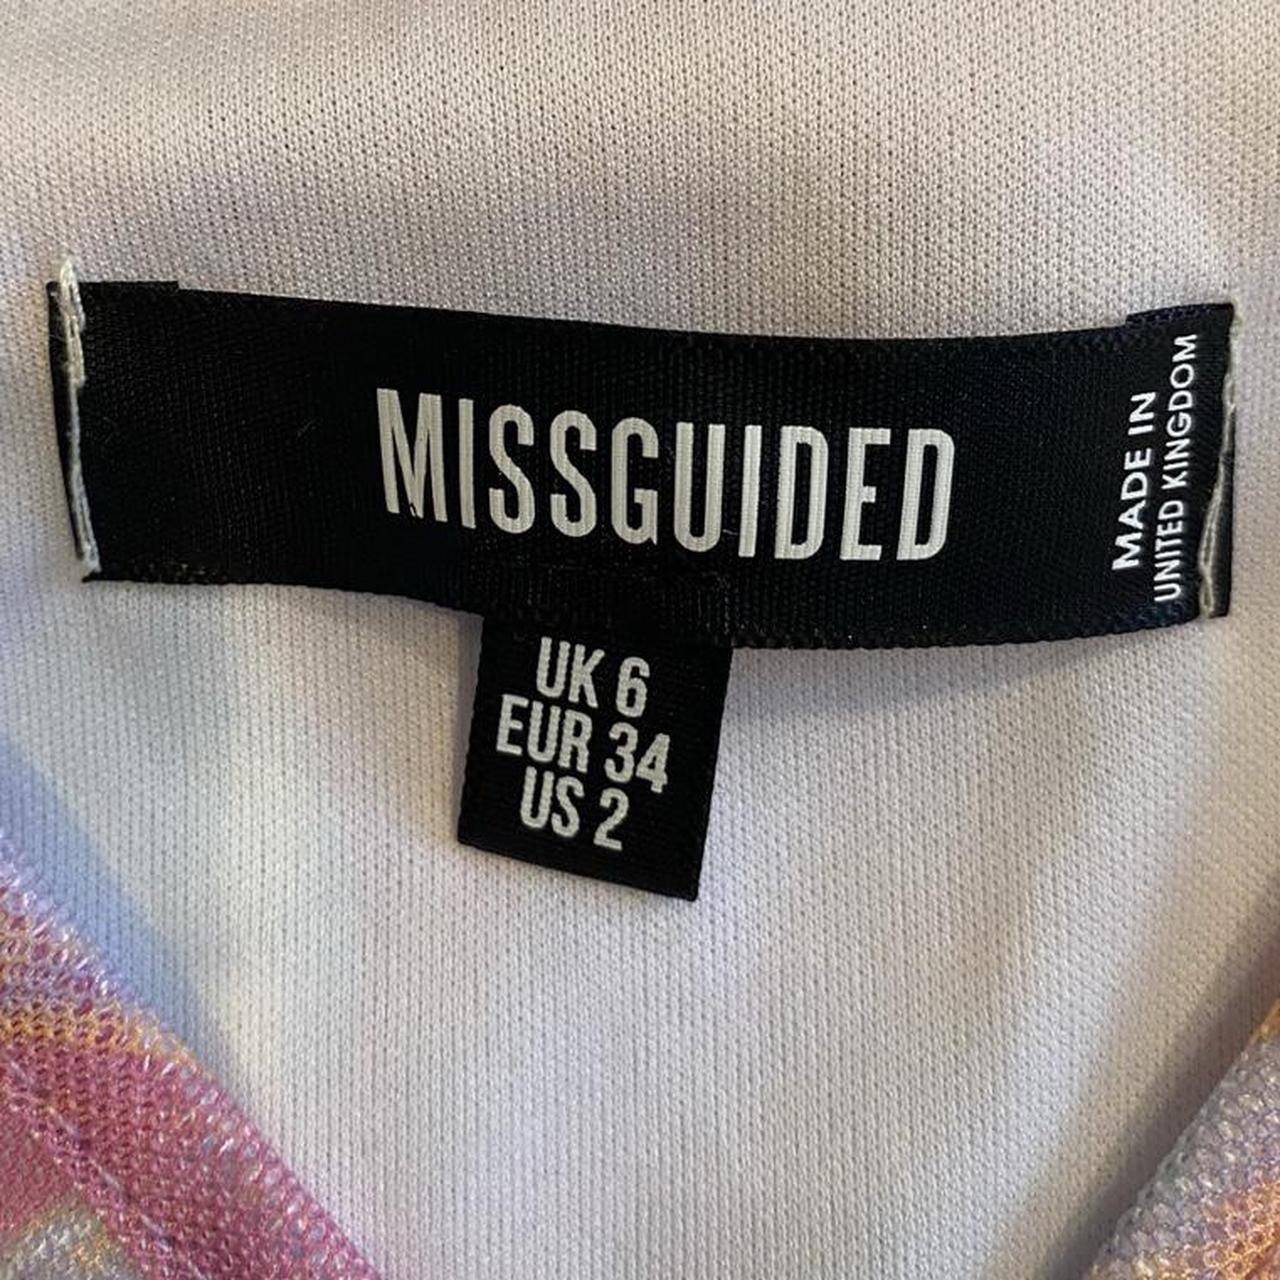 MISSGUIDED
MADE IN
UNITED KINGDOM
UK 6
EUR 34
US 2